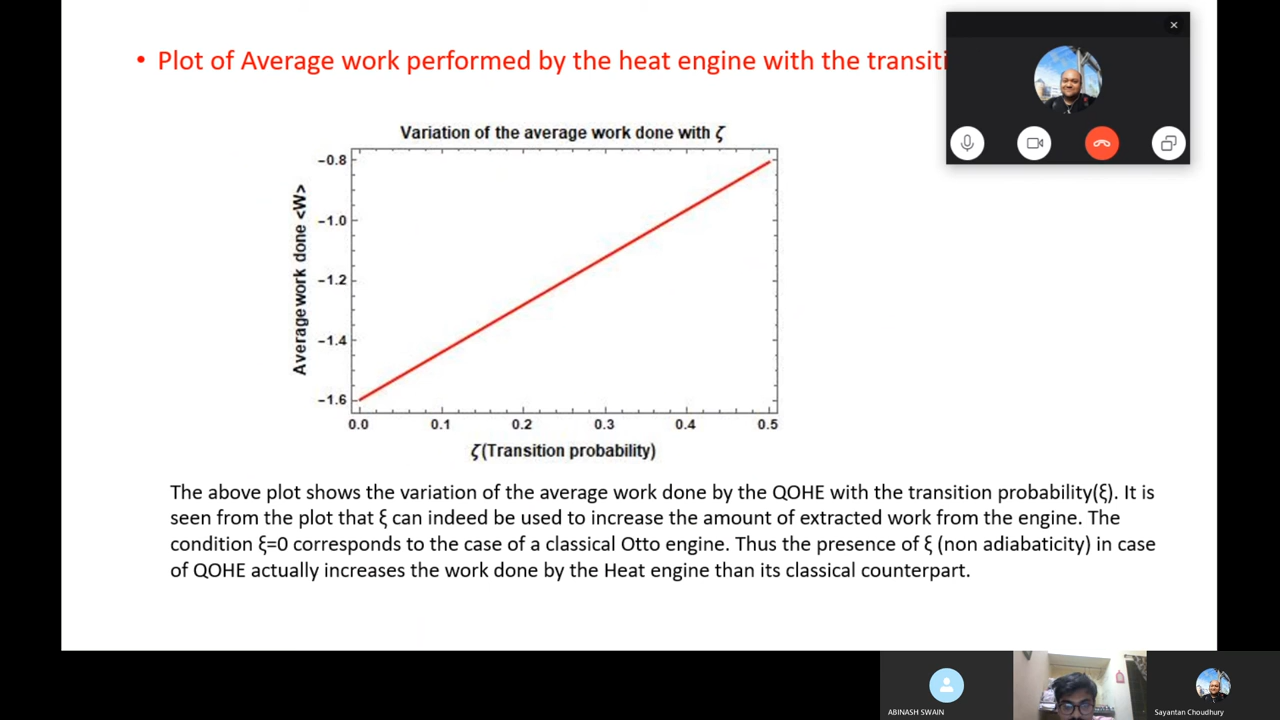 • Plot of Average work performed by the heat engine with the transiti
Variation of the average work done with ζ
Average work done <W>
−0.8
−1.0
−1.2
−1.4
−1.6
0.0 0.1 0.2 0.3 0.4 0.5
ζ(Transition probability)
The above plot shows the variation of the average work done by the QOHE with the transition probability(ξ). It is
seen from the plot that ξ can indeed be used to increase the amount of extracted work from the engine. The
condition ξ=0 corresponds to the case of a classical Otto engine. Thus the presence of ξ (non adiabaticity) in case
of QOHE actually increases the work done by the Heat engine than its classical counterpart.
ABINASH SWAIN
Sayantan Choudhury